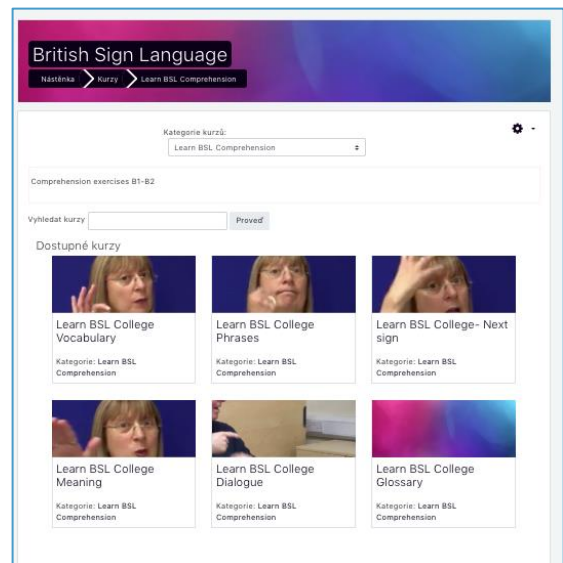 British Sign Language
Nástěnka Kurzy Learn BSL Comprehension
Kategorie kurzů:
Learn BSL Comprehension
Comprehension exercises B1-B2
Vyhledat kurzy Proveď
Dostupné kurzy
Learn BSL College Vocabulary
Kategorie: Learn BSL
Comprehension
Learn BSL College
Phrases
Kategorie: Learn BSL
Comprehension
Learn BSL College- Next
sign
Kategorie: Learn BSL
Comprehension
Learn BSL College
Meaning
Kategorie: Learn BSL
Comprehension
Learn BSL College
Dialogue
Kategorie: Learn BSL
Comprehension
Learn BSL College
Glossary
Kategorie: Learn BSL
Comprehension